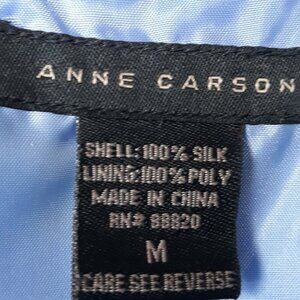 ANNE CARSON
SHELL: 100% SILK
LINING: 100% POLY
MADE IN CHINA
RN# 88820
M
CARE SEE REVERSE